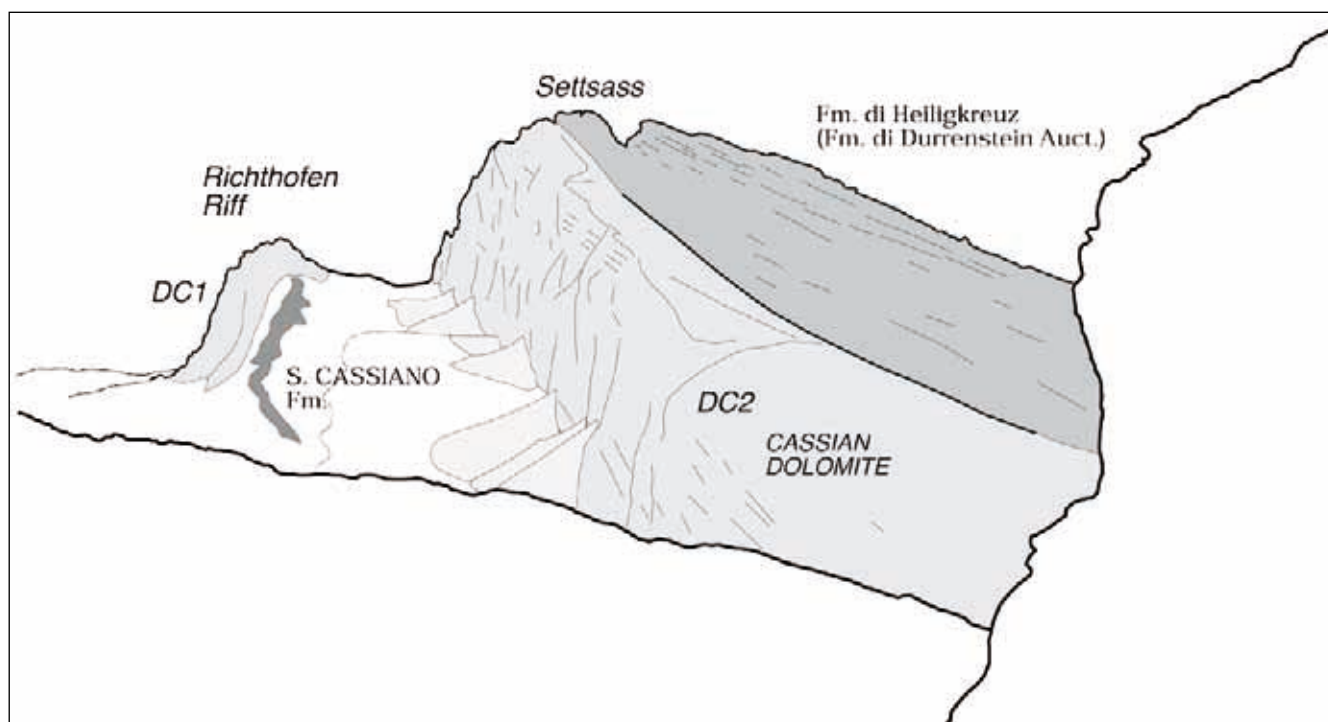 Settsass
Fm. di Heiligkreuz
(Fm. di Durrenstein Auct.)
Richthofen
Riff
DC1
S. CASSIANO
Fm.
DC2
CASSIAN
DOLOMITE